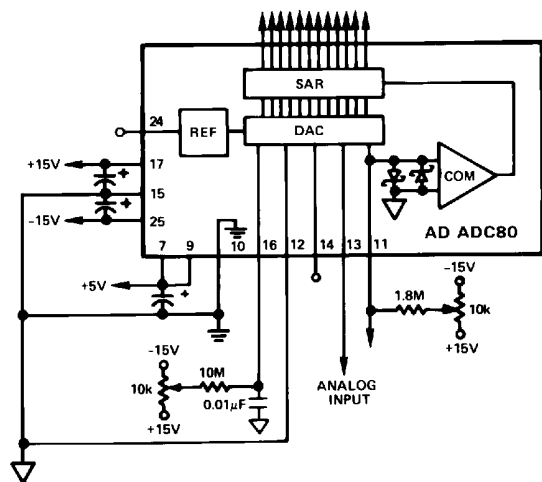 SAR
24
REF
DAC
+15V
17
COM
15
-15V
25
AD ADC80
7
9
10
16
12
14
13
11
+5V
1.8M
-15V
10k
+15V
-15V
10M
10k
0.01µF
+15V
ANALOG
INPUT